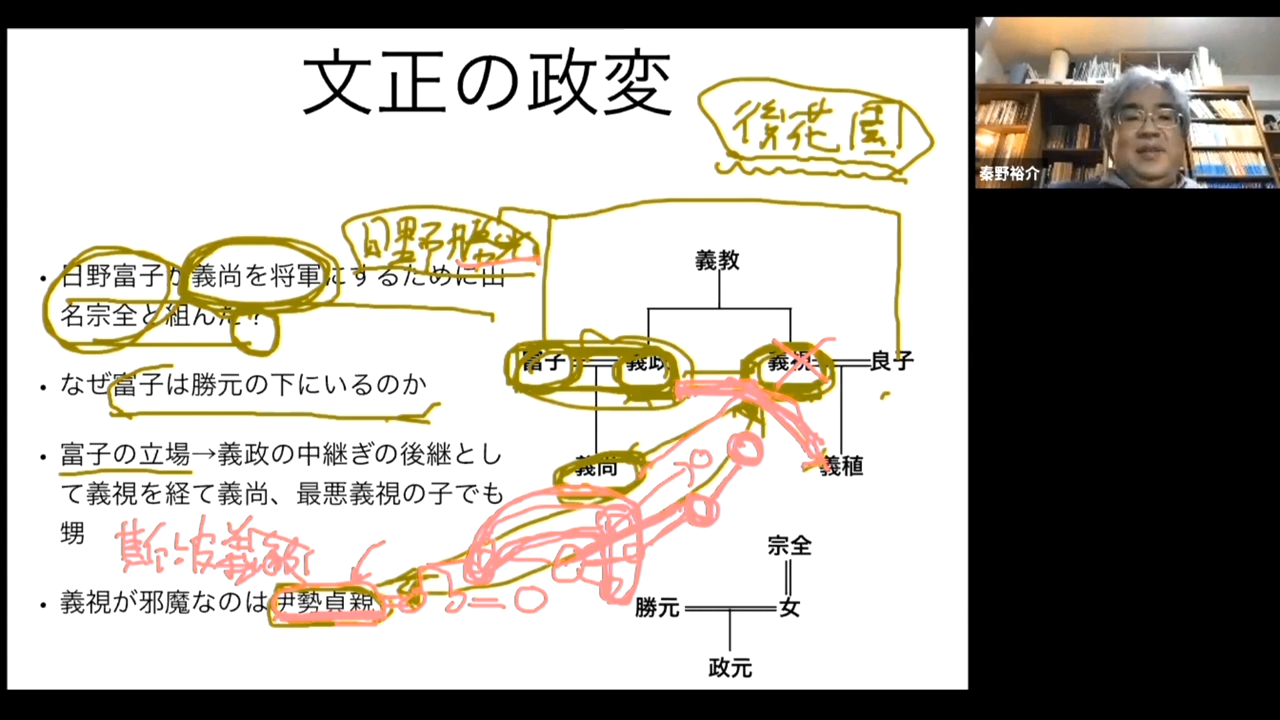 文正の政変
後花園
秦野裕介
日野勝光
・日野富子が義尚を将軍にするために山
名宗全と組んだ？
・なぜ富子は勝元の下にいるのか
・富子の立場→義政の中継ぎの後継とし
て義視を経て義尚、最悪義視の子でも
甥
斯波義敏
・義視が邪魔なのは伊勢貞親
義教
富子 義政 義視 良子
義尚 義稙
宗全
勝元 女
政元